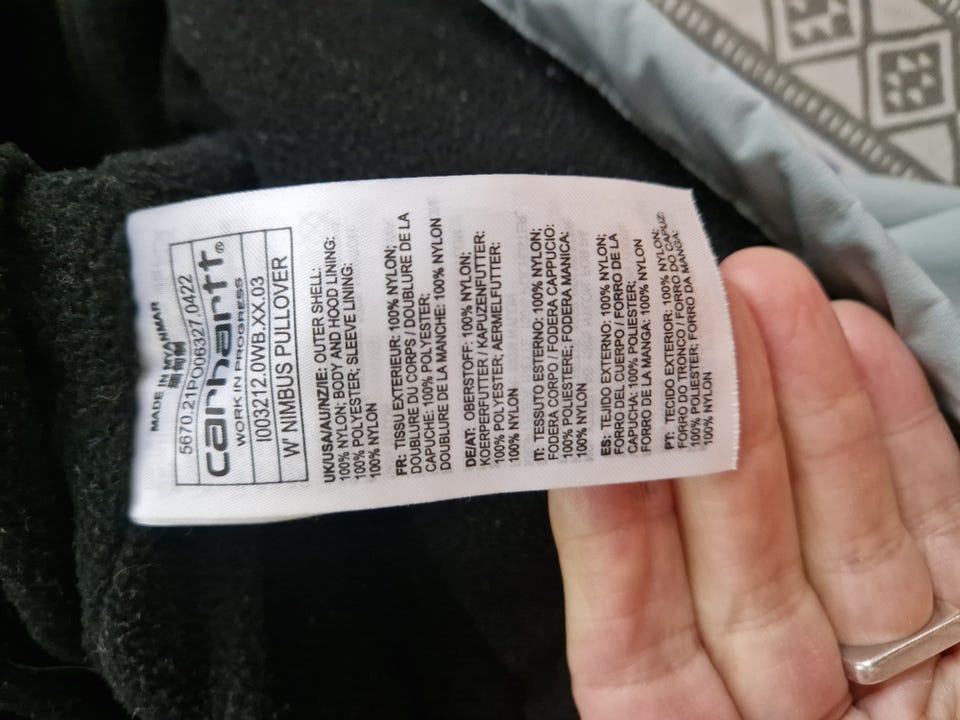 MADE IN MYANMAR
緬甸製
5670.21PO06327.0422
carhartt®
WORK IN PROGRESS
I003212.0WB.XX.03
W' NIMBUS PULLOVER
UK/USA/AU/NZ/IE: OUTER SHELL:
100% NYLON; BODY AND HOOD LINING:
100% POLYESTER; SLEEVE LINING:
100% NYLON
FR: TISSU EXTERIEUR: 100% NYLON;
DOUBLURE DU CORPS / DOUBLURE DE LA
CAPUCHE: 100% POLYESTER;
DOUBLURE DE LA MANCHE: 100% NYLON
DE/AT: OBERSTOFF: 100% NYLON;
KOERPERFUTTER / KAPUZENFUTTER:
100% POLYESTER; AERMELFUTTER:
100% NYLON
IT: TESSUTO ESTERNO: 100% NYLON;
FODERA CORPO / FODERA CAPPUCIO:
100% POLIESTERE; FODERA MANICA:
100% NYLON
ES: TEJIDO EXTERNO: 100% NYLON;
FORRO DEL CUERPO / FORRO DE LA
CAPUCHA: 100% POLIESTER;
FORRO DE LA MANGA: 100% NYLON
PT: TECIDO EXTERIOR: 100% NYLON;
FORRO DO TRONCO / FORRO DO CAPUZ:
100% POLIESTER; FORRO DA MANGA:
100% NYLON